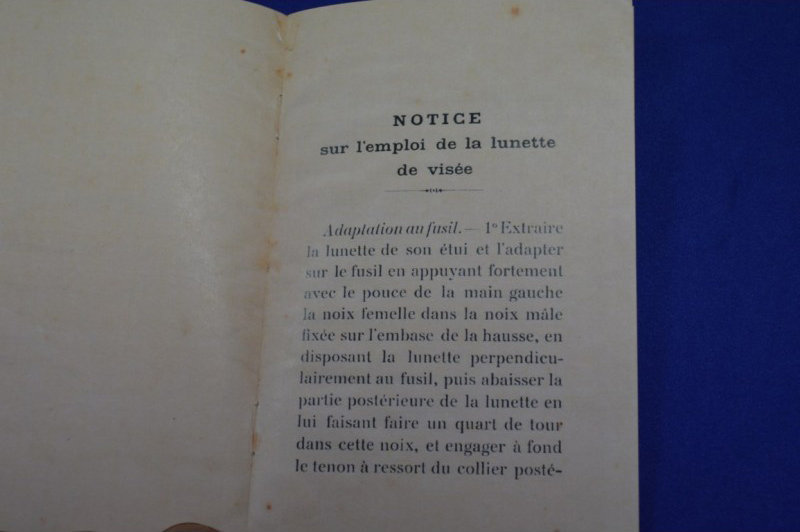 NOTICE
sur l'emploi de la lunette
de visée
Adaptation au fusil. — 1º Extraire
la lunette de son étui et l'adapter
sur le fusil en appuyant fortement
avec le pouce de la main gauche
la noix femelle dans la noix mâle
fixée sur l'embase de la hausse, en
disposant la lunette perpendicu-
lairement au fusil, puis abaisser la
partie postérieure de la lunette en
lui faisant faire un quart de tour
dans cette noix, et engager à fond
le tenon à ressort du collier posté-